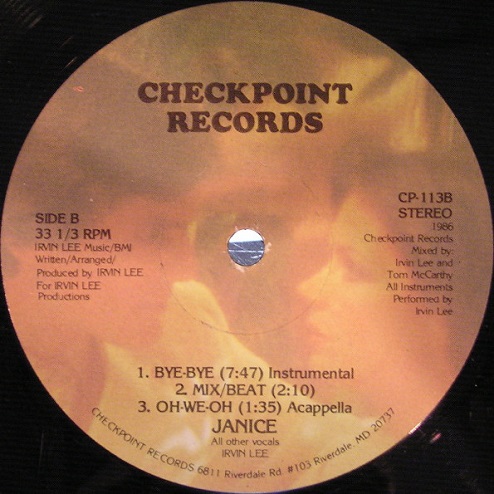 CHECKPOINT
RECORDS
SIDE B
33 1/3 RPM
IRVIN LEE Music/BMI
Written/Arranged/
Produced by IRVIN LEE
For IRVIN LEE
Productions
CP-113B
STEREO
1986
Checkpoint Records
Mixed by:
Irvin Lee and
Tom McCarthy
All Instruments
Performed by
Irvin Lee
1. BYE-BYE (7:47) Instrumental
2. MIX/BEAT (2:10)
3. OH-WE-OH (1:35) Acappella
JANICE
All other vocals
IRVIN LEE
CHECKPOINT RECORDS 6811 Riverdale Rd. #103 Riverdale, MD 20737